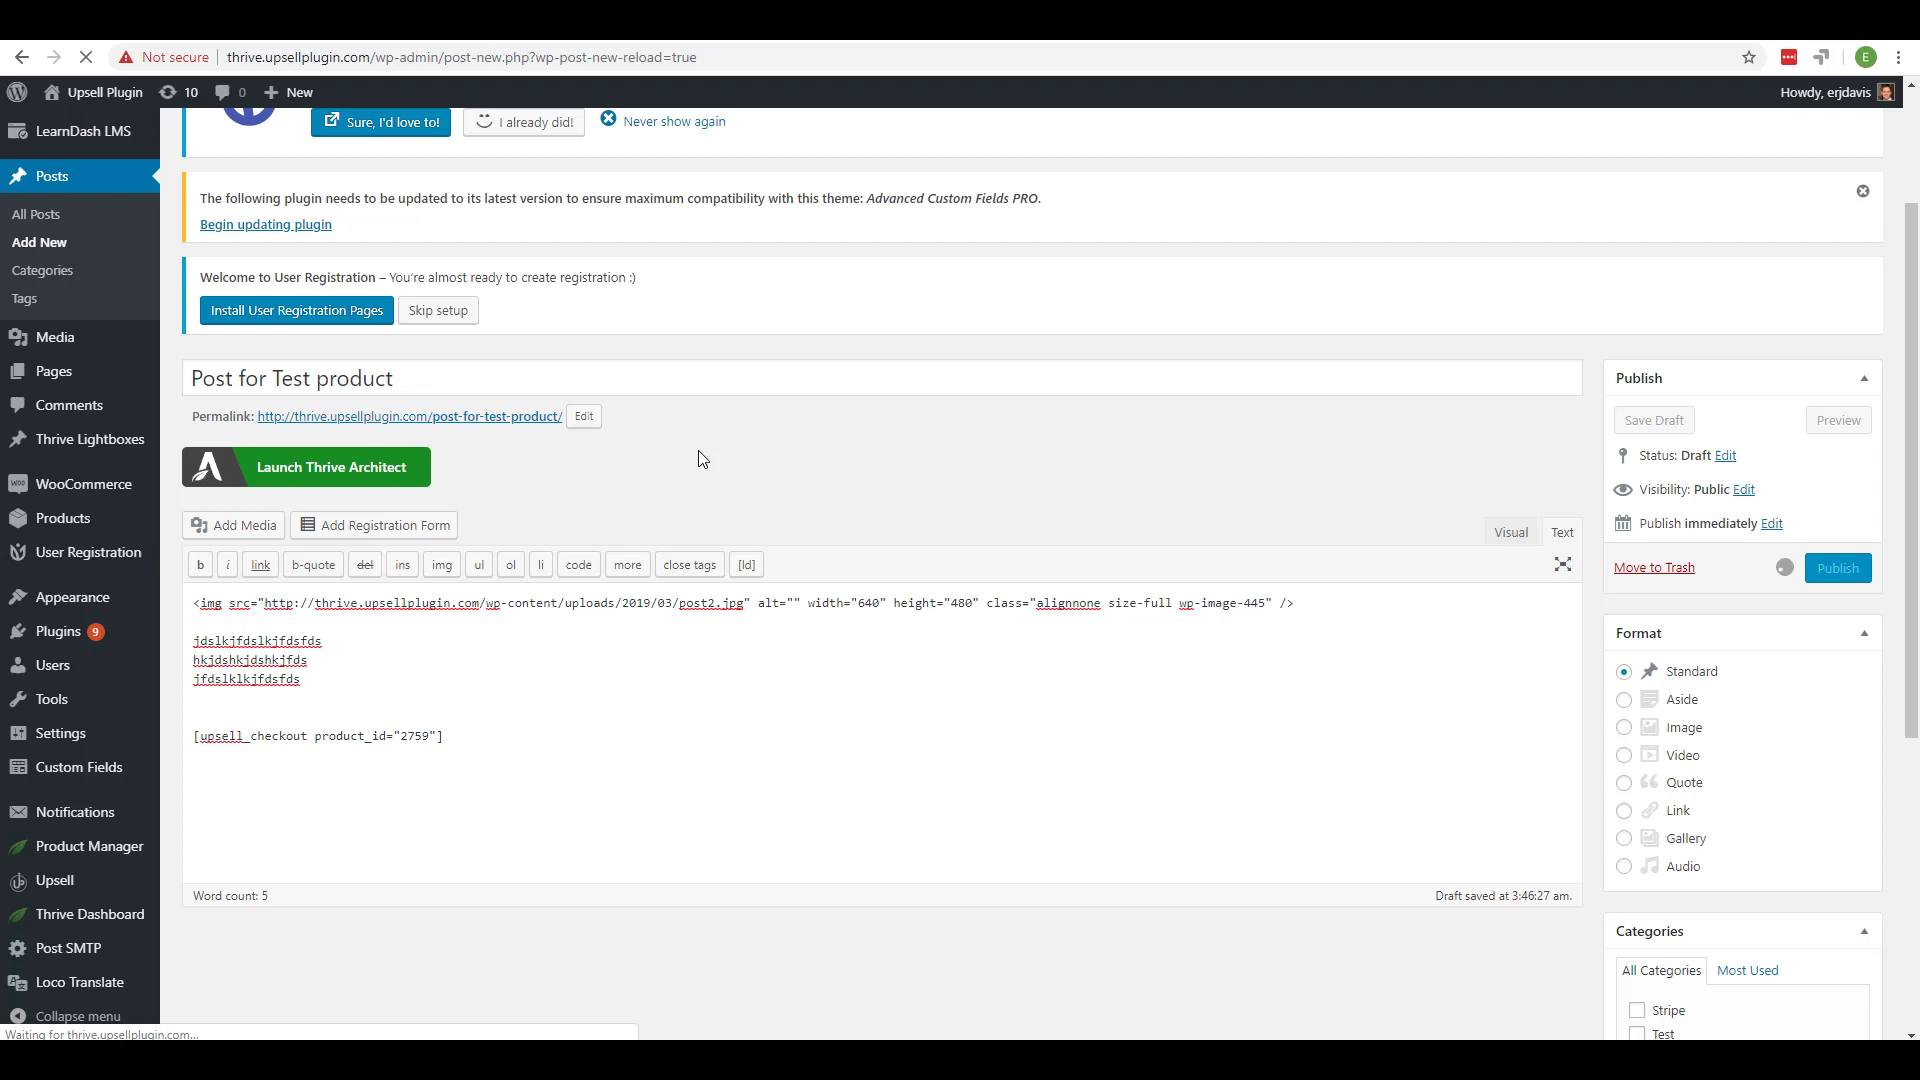 Not secure thrive.upsellplugin.com/wp-admin/post-new.php?wp-post-new-reload=true E
Upsell Plugin 10 0 New Howdy, erjdavis
LearnDash LMS
Posts
All Posts
Add New
Categories
Tags
Media
Pages
Comments
Thrive Lightboxes
WooCommerce
Products
User Registration
Appearance
Plugins 9
Users
Tools
Settings
Custom Fields
Notifications
Product Manager
Upsell
Thrive Dashboard
Post SMTP
Loco Translate
Collapse menu
Waiting for thrive.upsellplugin.com...
Sure, I'd love to! I already did! Never show again
The following plugin needs to be updated to its latest version to ensure maximum compatibility with this theme: Advanced Custom Fields PRO.
Begin updating plugin
Welcome to User Registration – You're almost ready to create registration :)
Install User Registration Pages Skip setup
Post for Test product
Permalink: http://thrive.upsellplugin.com/post-for-test-product/ Edit
Launch Thrive Architect
Add Media Add Registration Form Visual Text
b i link b-quote del ins img ul ol li code more close tags [ld]
<img src="http://thrive.upsellplugin.com/wp-content/uploads/2019/03/post2.jpg" alt="" width="640" height="480" class="alignnone size-full wp-image-445" />
jdslkjfdslkjfdsfds
hkjdshkjdshkjfds
jfdslklkjfdsfds
[upsell_checkout product_id="2759"]
Word count: 5 Draft saved at 3:46:27 am.
Publish
Save Draft Preview
Status: Draft Edit
Visibility: Public Edit
Publish immediately Edit
Move to Trash Publish
Format
Standard
Aside
Image
Video
Quote
Link
Gallery
Audio
Categories
All Categories Most Used
Stripe
Test